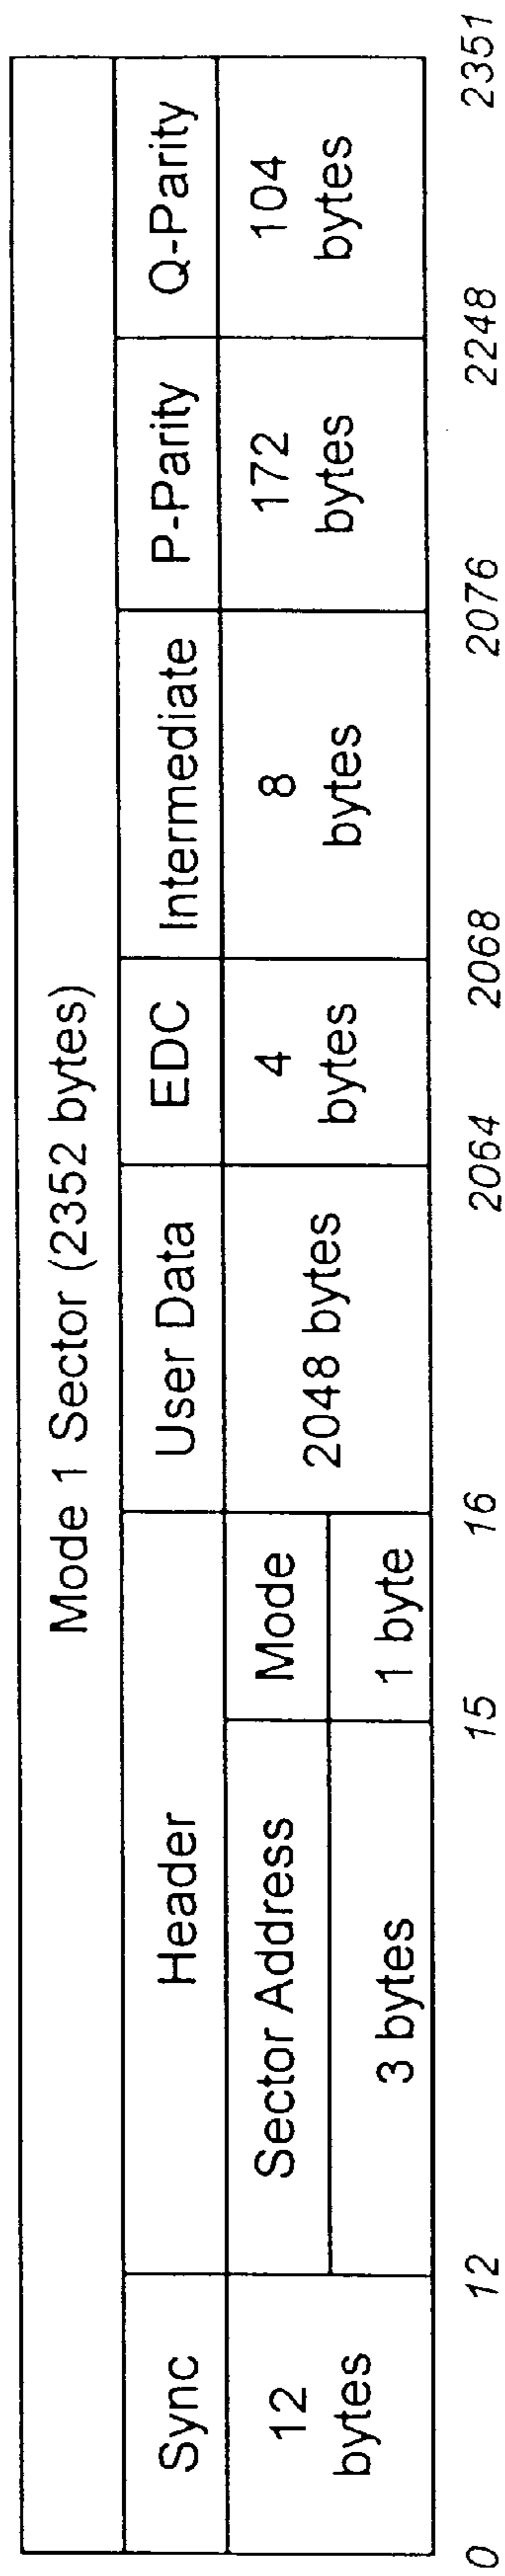 Mode 1 Sector (2352 bytes)
Sync Header User Data EDC Intermediate P-Parity Q-Parity
12 bytes Sector Address Mode 2048 bytes 4 bytes 8 bytes 172 bytes 104 bytes
3 bytes 1 byte
0 12 15 16 2064 2068 2076 2248 2351